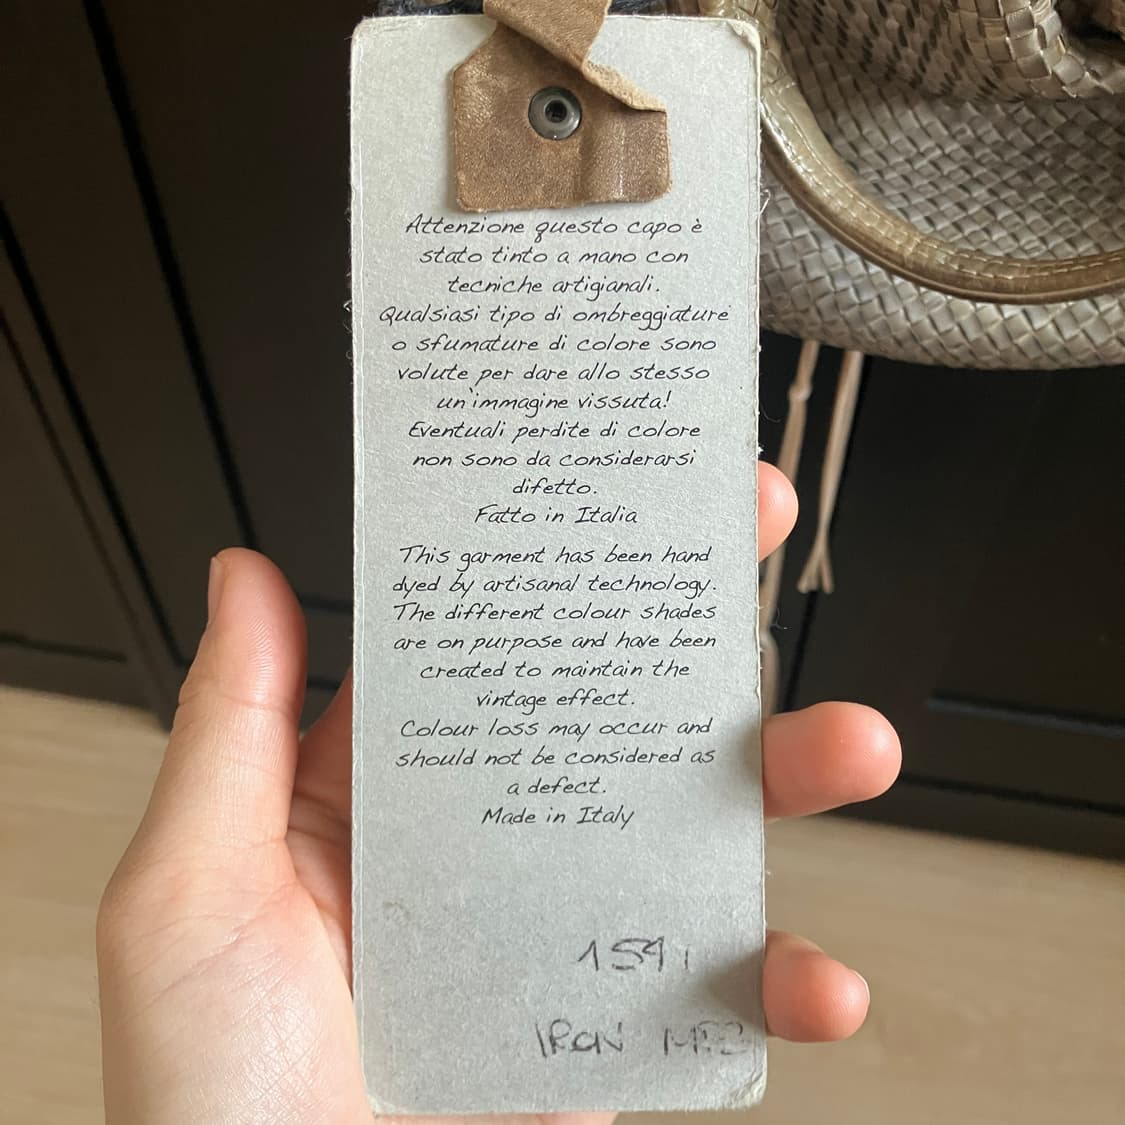 Attenzione questo capo è
stato tinto a mano con
tecniche artigianali.
Qualsiasi tipo di ombreggiature
o sfumature di colore sono
volute per dare allo stesso
un'immagine vissuta!
Eventuali perdite di colore
non sono da considerarsi
difetto.
Fatto in Italia
This garment has been hand
dyed by artisanal technology.
The different colour shades
are on purpose and have been
created to maintain the
vintage effect.
Colour loss may occur and
should not be considered as
a defect.
Made in Italy
IRON